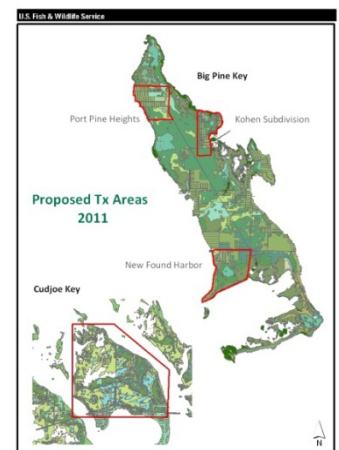 U.S. Fish & Wildlife Service
Big Pine Key
Port Pine Heights
Kohen Subdivision
Proposed Tx Areas
2011
New Found Harbor
Cudjoe Key
N